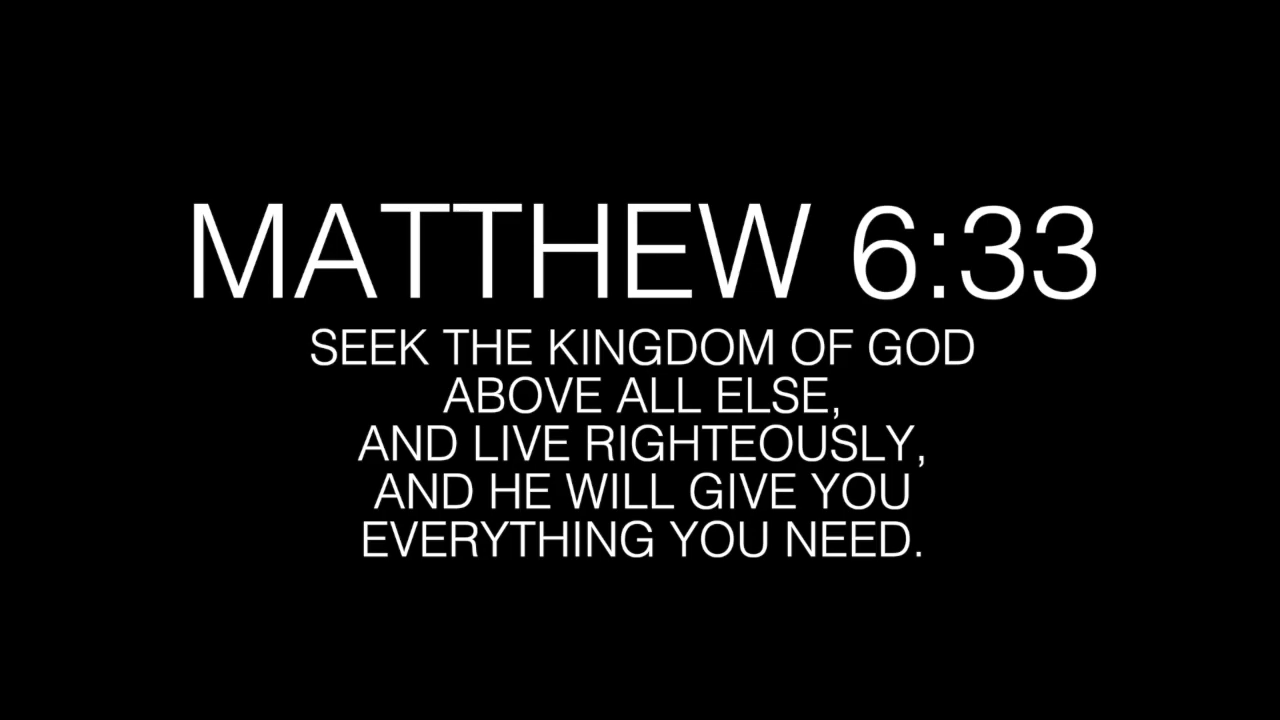 MATTHEW 6:33
SEEK THE KINGDOM OF GOD
ABOVE ALL ELSE,
AND LIVE RIGHTEOUSLY,
AND HE WILL GIVE YOU
EVERYTHING YOU NEED.